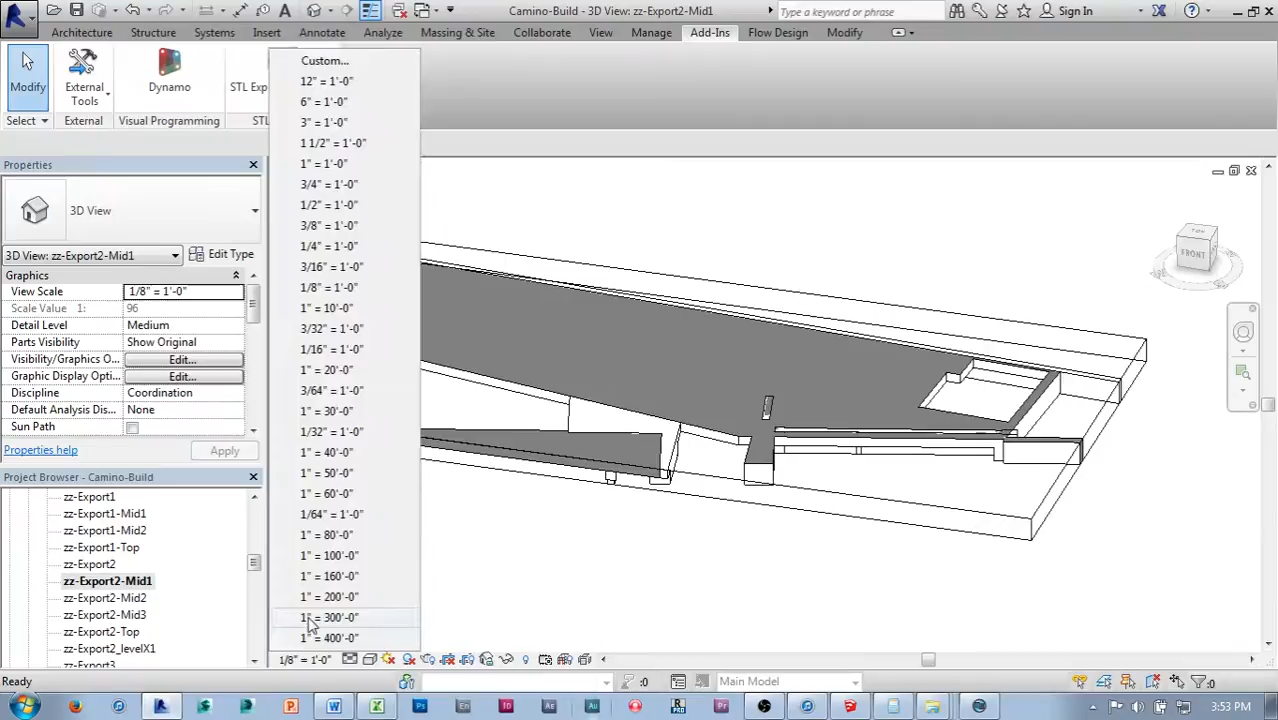 Camino-Build - 3D View: zz-Export2-Mid1
Type a keyword or phrase
Sign In
Architecture Structure Systems Insert Annotate Analyze Massing & Site Collaborate View Manage Add-Ins Flow Design Modify
Modify
External Tools
Dynamo
STL Exp
Select External Visual Programming STL
Properties
3D View
3D View: zz-Export2-Mid1 Edit Type
Graphics
View Scale 1/8" = 1'-0"
Scale Value 1: 96
Detail Level Medium
Parts Visibility Show Original
Visibility/Graphics O... Edit...
Graphic Display Opti... Edit...
Discipline Coordination
Default Analysis Dis... None
Sun Path
Properties help Apply
Project Browser - Camino-Build
zz-Export1
zz-Export1-Mid1
zz-Export1-Mid2
zz-Export1-Top
zz-Export2
zz-Export2-Mid1
zz-Export2-Mid2
zz-Export2-Mid3
zz-Export2-Top
zz-Export2_levelX1
zz-Export3
Custom...
12" = 1'-0"
6" = 1'-0"
3" = 1'-0"
1 1/2" = 1'-0"
1" = 1'-0"
3/4" = 1'-0"
1/2" = 1'-0"
3/8" = 1'-0"
1/4" = 1'-0"
3/16" = 1'-0"
1/8" = 1'-0"
1" = 10'-0"
3/32" = 1'-0"
1/16" = 1'-0"
1" = 20'-0"
3/64" = 1'-0"
1" = 30'-0"
1/32" = 1'-0"
1" = 40'-0"
1" = 50'-0"
1" = 60'-0"
1/64" = 1'-0"
1" = 80'-0"
1" = 100'-0"
1" = 160'-0"
1" = 200'-0"
1" = 300'-0"
1" = 400'-0"
1/8" = 1'-0"
FRONT
Ready
:0
Main Model
:0
3:53 PM